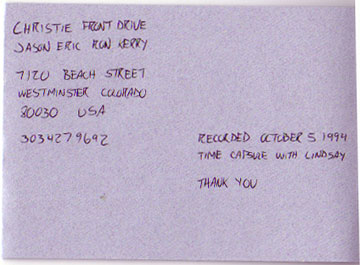 CHRISTIE FRONT DRIVE
JASON ERIC RON KERRY
7120 BEACH STREET
WESTMINSTER COLORADO
80030 USA
3034279692
RECORDED OCTOBER 5 1994
TIME CAPSULE WITH LINDSAY
THANK YOU